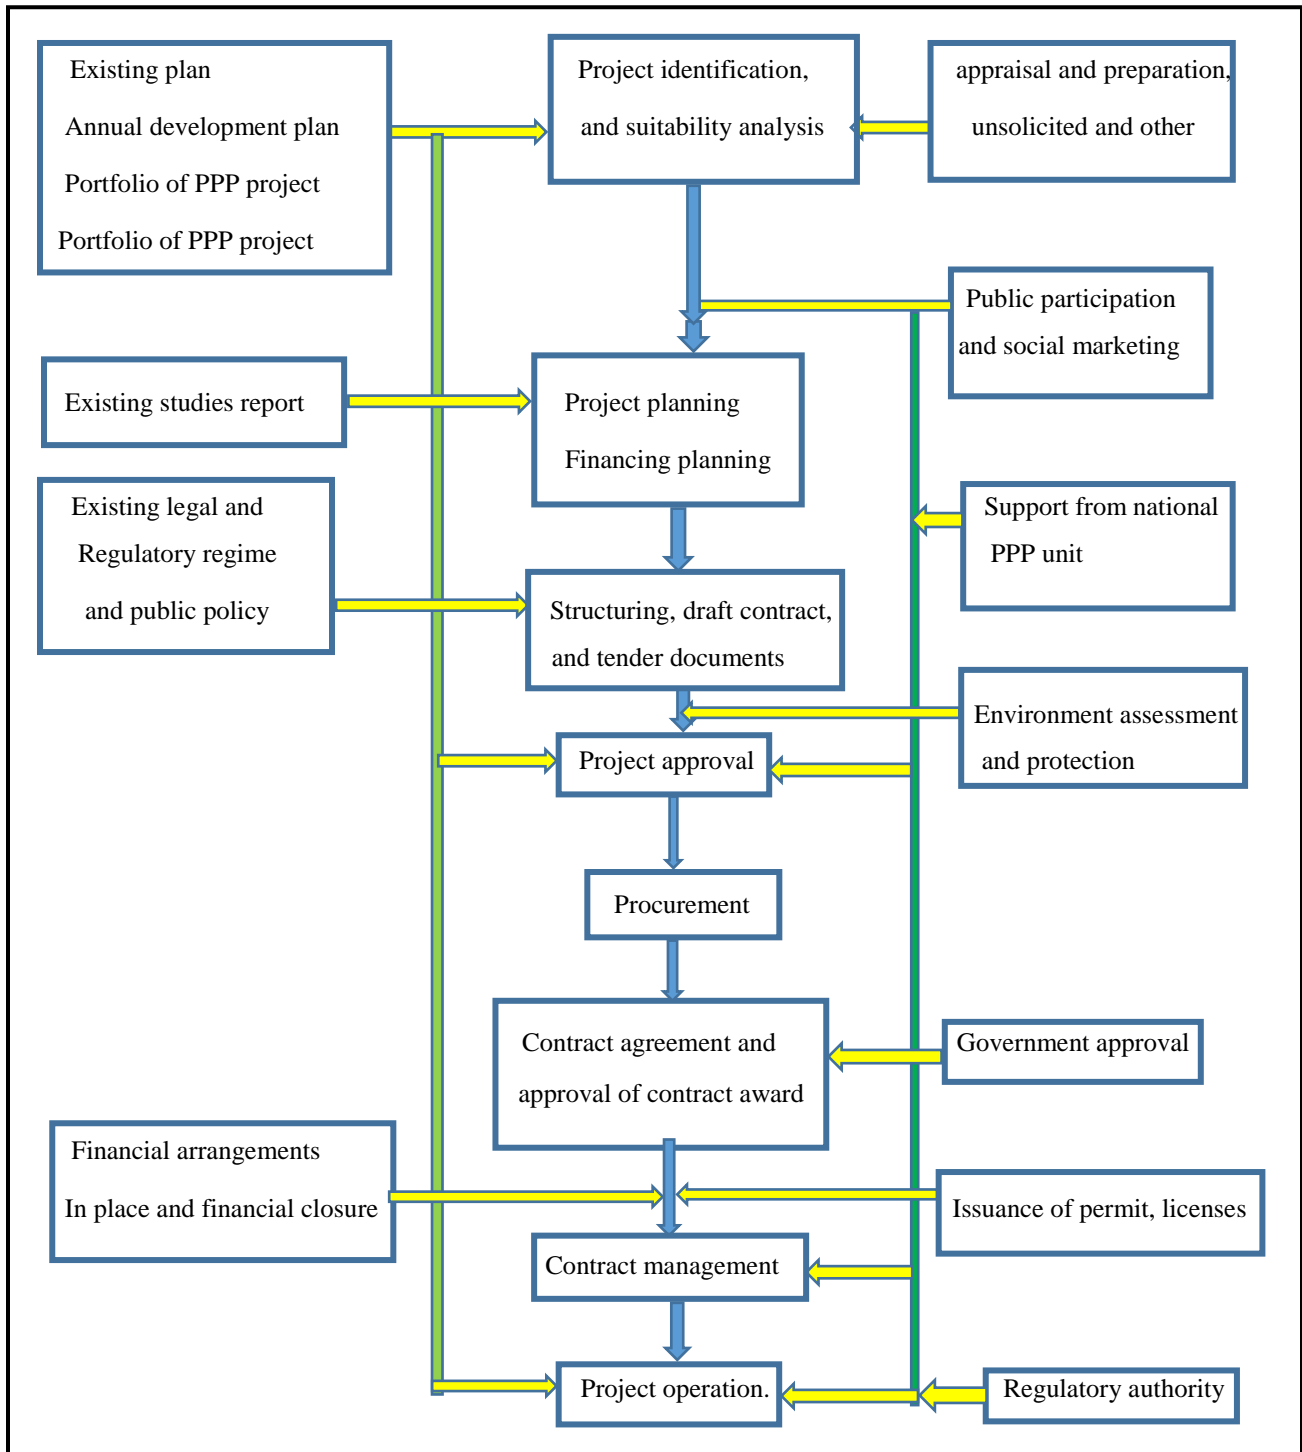 Existing plan
Annual development plan
Portfolio of PPP project
Portfolio of PPP project
Project identification,
and suitability analysis
appraisal and preparation,
unsolicited and other
Public participation
and social marketing
Existing studies report
Project planning
Financing planning
Existing legal and
Regulatory regime
and public policy
Support from national
PPP unit
Structuring, draft contract,
and tender documents
Environment assessment
and protection
Project approval
Procurement
Contract agreement and
approval of contract award
Government approval
Financial arrangements
In place and financial closure
Issuance of permit, licenses
Contract management
Project operation.
Regulatory authority